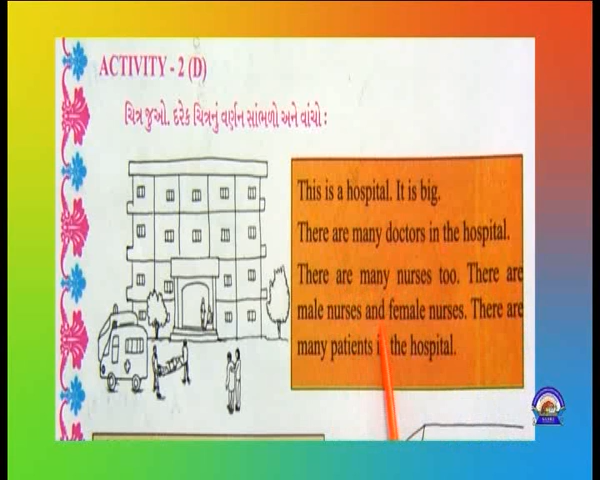 ACTIVITY - 2 (D)
ચિત્ર જુઓ. દરેક ચિત્રનું વર્ણન સાંભળો અને વાંચો :
This is a hospital. It is big.
There are many doctors in the hospital.
There are many nurses too. There are
male nurses and female nurses. There are
many patients in the hospital.